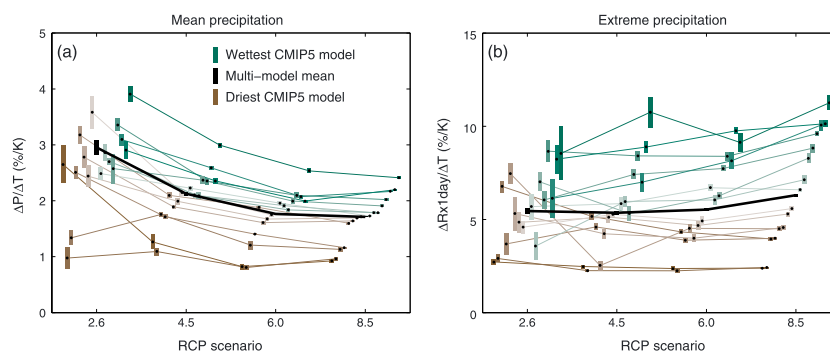 Mean precipitation
(a)
Wettest CMIP5 model
Multi-model mean
Driest CMIP5 model
ΔP/ΔT (%/K)
5
4
3
2
1
0
2.6 4.5 6.0 8.5
RCP scenario
Extreme precipitation
(b)
ΔRx1day/ΔT (%/K)
15
10
5
0
2.6 4.5 6.0 8.5
RCP scenario